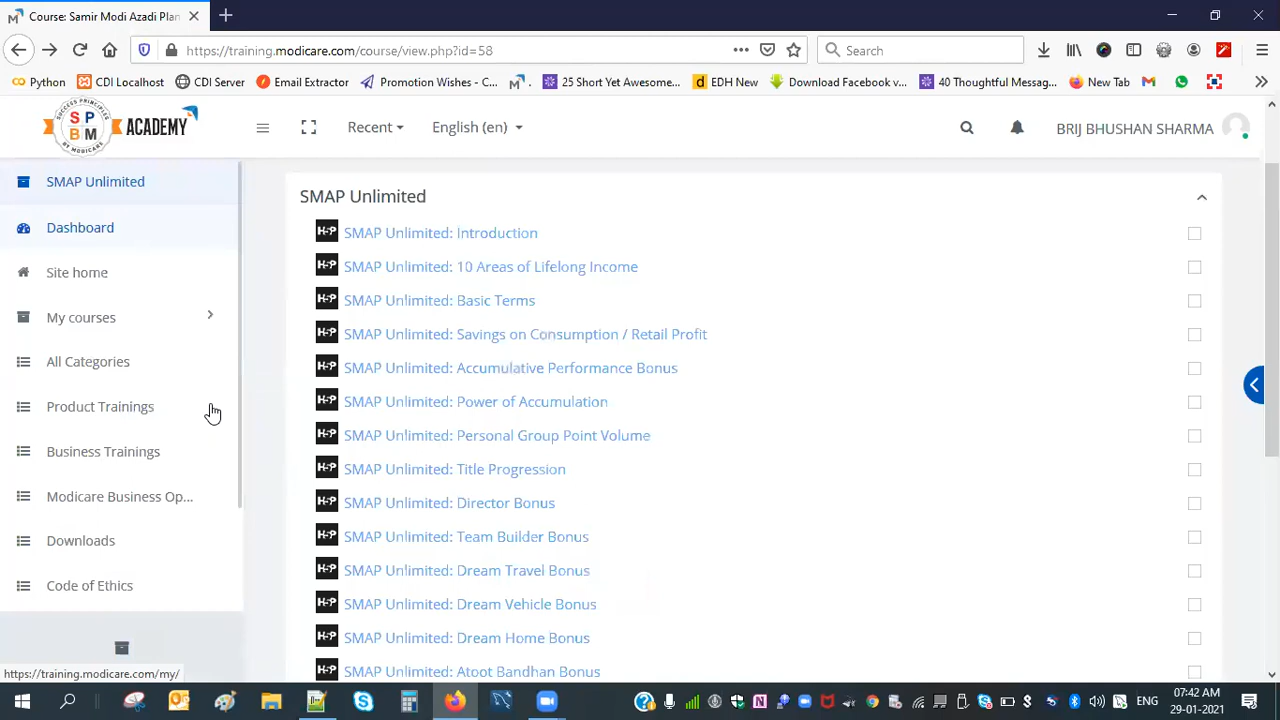 Course: Samir Modi Azadi Plan
https://training.modicare.com/course/view.php?id=58
Search
Python
CDI Localhost
CDI Server
Email Extractor
Promotion Wishes - C...
25 Short Yet Awesome...
EDH New
Download Facebook v...
40 Thoughtful Messag...
New Tab
SUCCESS PRINCIPLES
SP
BM
BY MODICARE
ACADEMY
Recent
English (en)
BRIJ BHUSHAN SHARMA
SMAP Unlimited
Dashboard
Site home
My courses
All Categories
Product Trainings
Business Trainings
Modicare Business Op...
Downloads
Code of Ethics
https://training.modicare.com/my/
SMAP Unlimited
H-P SMAP Unlimited: Introduction
H-P SMAP Unlimited: 10 Areas of Lifelong Income
H-P SMAP Unlimited: Basic Terms
H-P SMAP Unlimited: Savings on Consumption / Retail Profit
H-P SMAP Unlimited: Accumulative Performance Bonus
H-P SMAP Unlimited: Power of Accumulation
H-P SMAP Unlimited: Personal Group Point Volume
H-P SMAP Unlimited: Title Progression
H-P SMAP Unlimited: Director Bonus
H-P SMAP Unlimited: Team Builder Bonus
H-P SMAP Unlimited: Dream Travel Bonus
H-P SMAP Unlimited: Dream Vehicle Bonus
H-P SMAP Unlimited: Dream Home Bonus
H-P SMAP Unlimited: Atoot Bandhan Bonus
ENG
07:42 AM
29-01-2021